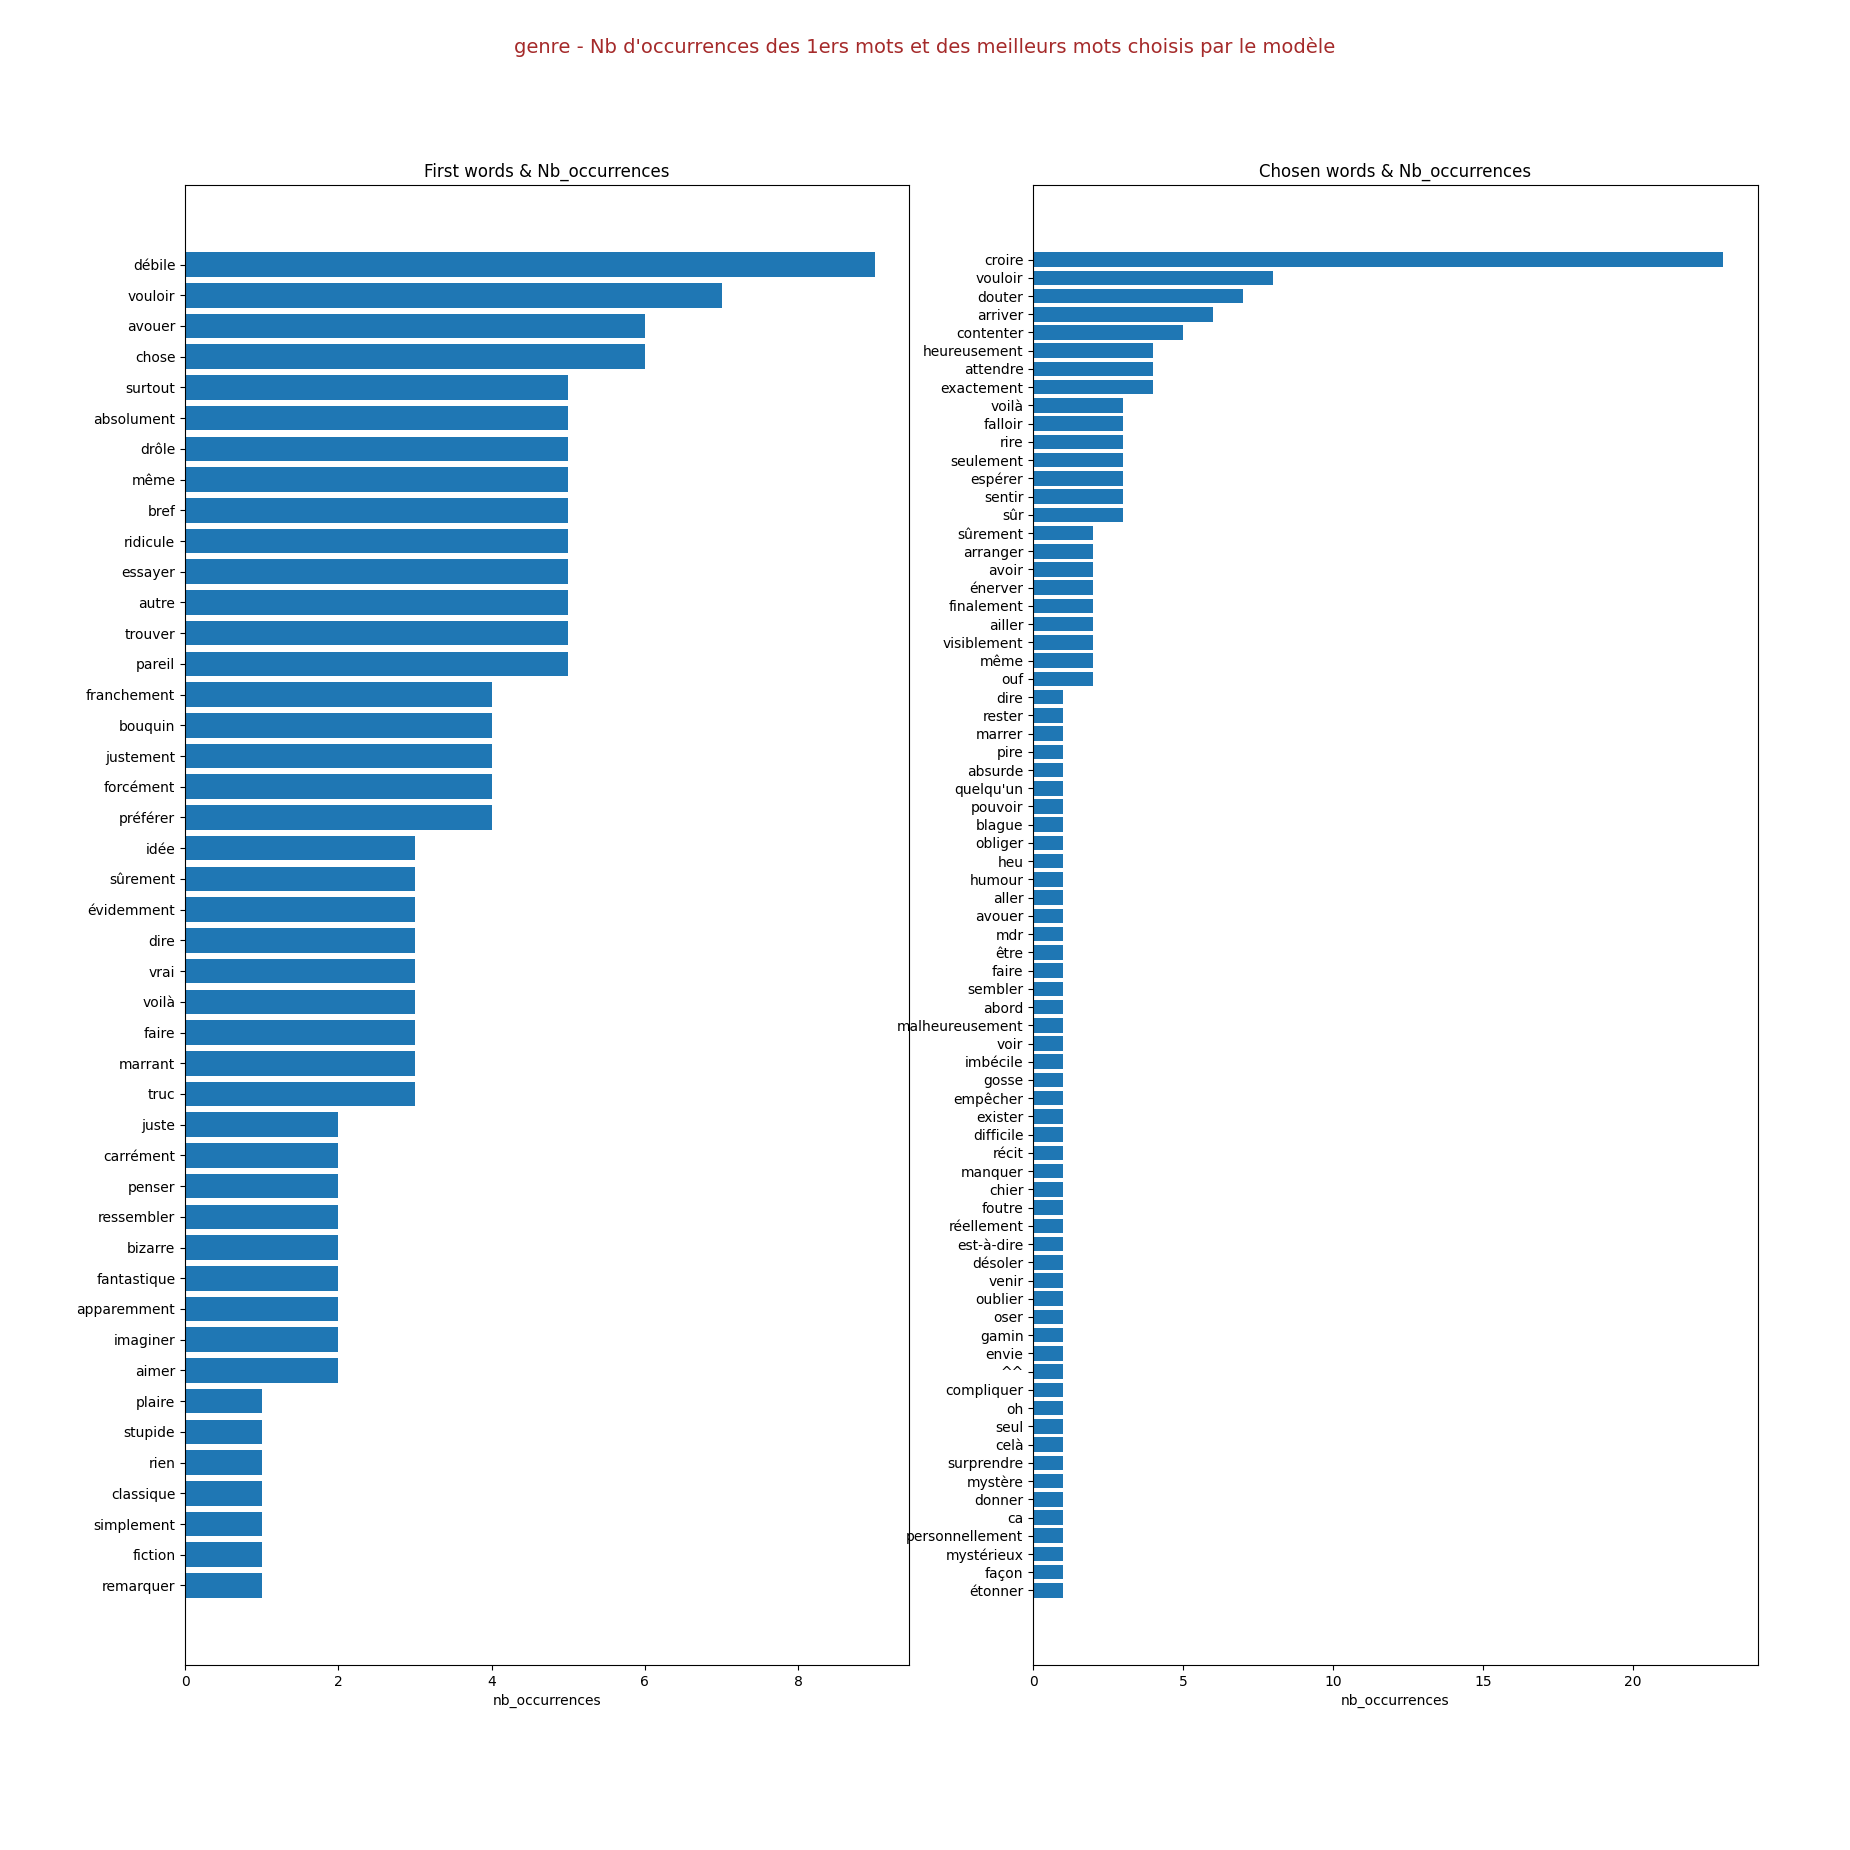 genre - Nb d'occurrences des 1ers mots et des meilleurs mots choisis par le modèle
First words & Nb_occurrences
débile
vouloir
avouer
chose
surtout
absolument
drôle
même
bref
ridicule
essayer
autre
trouver
pareil
franchement
bouquin
justement
forcément
préférer
idée
sûrement
évidemment
dire
vrai
voilà
faire
marrant
truc
juste
carrément
penser
ressembler
bizarre
fantastique
apparemment
imaginer
aimer
plaire
stupide
rien
classique
simplement
fiction
remarquer
0 2 4 6 8
nb_occurrences
Chosen words & Nb_occurrences
croire
vouloir
douter
arriver
contenter
heureusement
attendre
exactement
voilà
falloir
rire
seulement
espérer
sentir
sûr
sûrement
arranger
avoir
énerver
finalement
ailler
visiblement
même
ouf
dire
rester
marrer
pire
absurde
quelqu'un
pouvoir
blague
obliger
heu
humour
aller
avouer
mdr
être
faire
sembler
abord
malheureusement
voir
imbécile
gosse
empêcher
exister
difficile
récit
manquer
chier
foutre
réellement
est-à-dire
désoler
venir
oublier
oser
gamin
envie
^^
compliquer
oh
seul
celà
surprendre
mystère
donner
ca
personnellement
mystérieux
façon
étonner
0 5 10 15 20
nb_occurrences